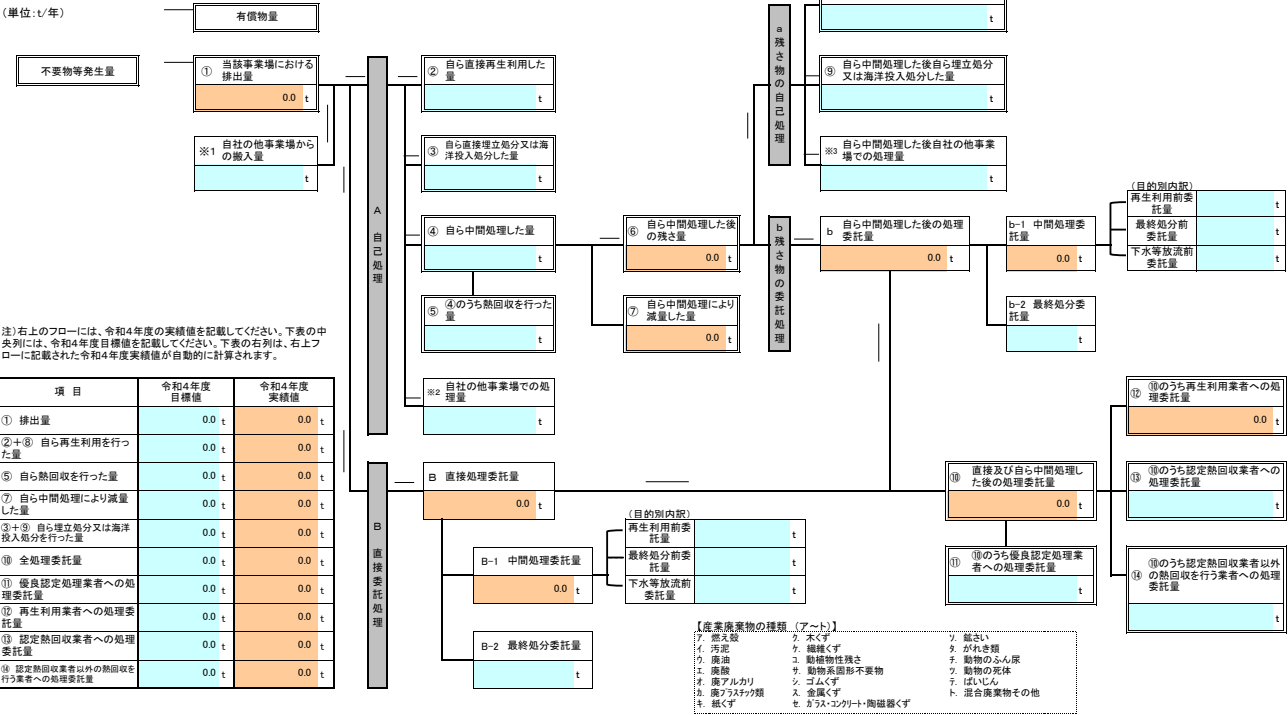 (単位:t/年)
有償物量
不要物等発生量
① 当該事業場における
排出量
0.0 t
※1 自社の他事業場から
の搬入量
t
A 自己処理
② 自ら直接再生利用した
量
t
③ 自ら直接埋立処分又は海
洋投入処分した量
t
④ 自ら中間処理した量
t
⑤ ④のうち熱回収を行った
量
t
※2 自社の他事業場での処
理量
t
⑥ 自ら中間処理した後
の残さ量
0.0 t
⑦ 自ら中間処理により
減量した量
0.0 t
a 残さ物の自己処理
t
⑨ 自ら中間処理した後自ら埋立処分
又は海洋投入処分した量
t
※3 自ら中間処理した後自社の他事業
場での処理量
t
b 残さ物の委託処理
b 自ら中間処理した後の処理
委託量
0.0 t
b-1 中間処理委
託量
0.0 t
(目的別内訳)
再生利用前委
託量
t
最終処分前
委託量
t
下水等放流前
委託量
t
b-2 最終処分委
託量
t
注)右上のフローには、令和4年度の実績値を記載してください。下表の中
央列には、令和4年度目標値を記載してください。下表の右列は、右上フ
ローに記載された令和4年度実績値が自動的に計算されます。
項 目 令和4年度
目標値 令和4年度
実績値
① 排出量 0.0 t 0.0 t
②+⑧ 自ら再生利用を行っ
た量 0.0 t 0.0 t
⑤ 自ら熱回収を行った量 0.0 t 0.0 t
⑦ 自ら中間処理により減量
した量 0.0 t 0.0 t
③+⑨ 自ら埋立処分又は海洋
投入処分を行った量 0.0 t 0.0 t
⑩ 全処理委託量 0.0 t 0.0 t
⑪ 優良認定処理業者への処
理委託量 0.0 t 0.0 t
⑫ 再生利用業者への処理委
託量 0.0 t 0.0 t
⑬ 認定熱回収業者への処理
委託量 0.0 t 0.0 t
⑭ 認定熱回収業者以外の熱回収を
行う業者への処理委託量 0.0 t 0.0 t
B 直接委託処理
B 直接処理委託量
0.0 t
B-1 中間処理委託量
0.0 t
(目的別内訳)
再生利用前委
託量
t
最終処分前委
託量
t
下水等放流前
委託量
t
B-2 最終処分委託量
t
⑩ 直接及び自ら中間処理し
た後の処理委託量
0.0 t
⑪ ⑩のうち優良認定処理業
者への処理委託量
t
⑫ ⑩のうち再生利用業者への処
理委託量
0.0 t
⑬ ⑩のうち認定熱回収業者への
処理委託量
t
⑭ ⑩のうち認定熱回収業者以外
の熱回収を行う業者への処理
委託量
t
【産業廃棄物の種類 (ア~ト)】
ア. 燃え殻 ク. 木くず ソ. 鉱さい
イ. 汚泥 ケ. 繊維くず タ. がれき類
ウ. 廃油 コ. 動植物性残さ チ. 動物のふん尿
エ. 廃酸 サ. 動物系固形不要物 ツ. 動物の死体
オ. 廃アルカリ シ. ゴムくず テ. ばいじん
カ. 廃プラスチック類 ス. 金属くず ト. 混合廃棄物その他
キ. 紙くず セ. ガラス・コンクリート・陶磁器くず